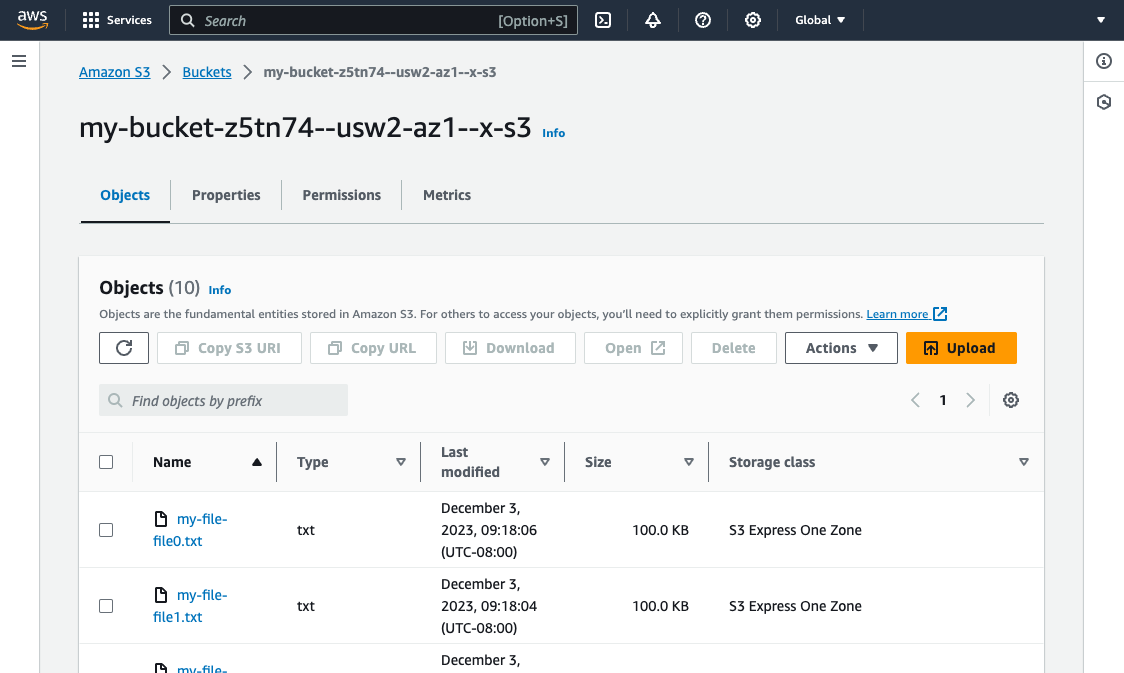 aws
Services
Search
[Option+S]
Global
Amazon S3
Buckets
my-bucket-z5tn74--usw2-az1--x-s3
my-bucket-z5tn74--usw2-az1--x-s3 Info
Objects
Properties
Permissions
Metrics
Objects (10) Info
Objects are the fundamental entities stored in Amazon S3. For others to access your objects, you'll need to explicitly grant them permissions. Learn more
Copy S3 URI
Copy URL
Download
Open
Delete
Actions
Upload
Find objects by prefix
1
Name
Type
Last
modified
Size
Storage class
my-file-
file0.txt
txt
December 3,
2023, 09:18:06
(UTC-08:00)
100.0 KB
S3 Express One Zone
my-file-
file1.txt
txt
December 3,
2023, 09:18:04
(UTC-08:00)
100.0 KB
S3 Express One Zone
my-file-
December 3,